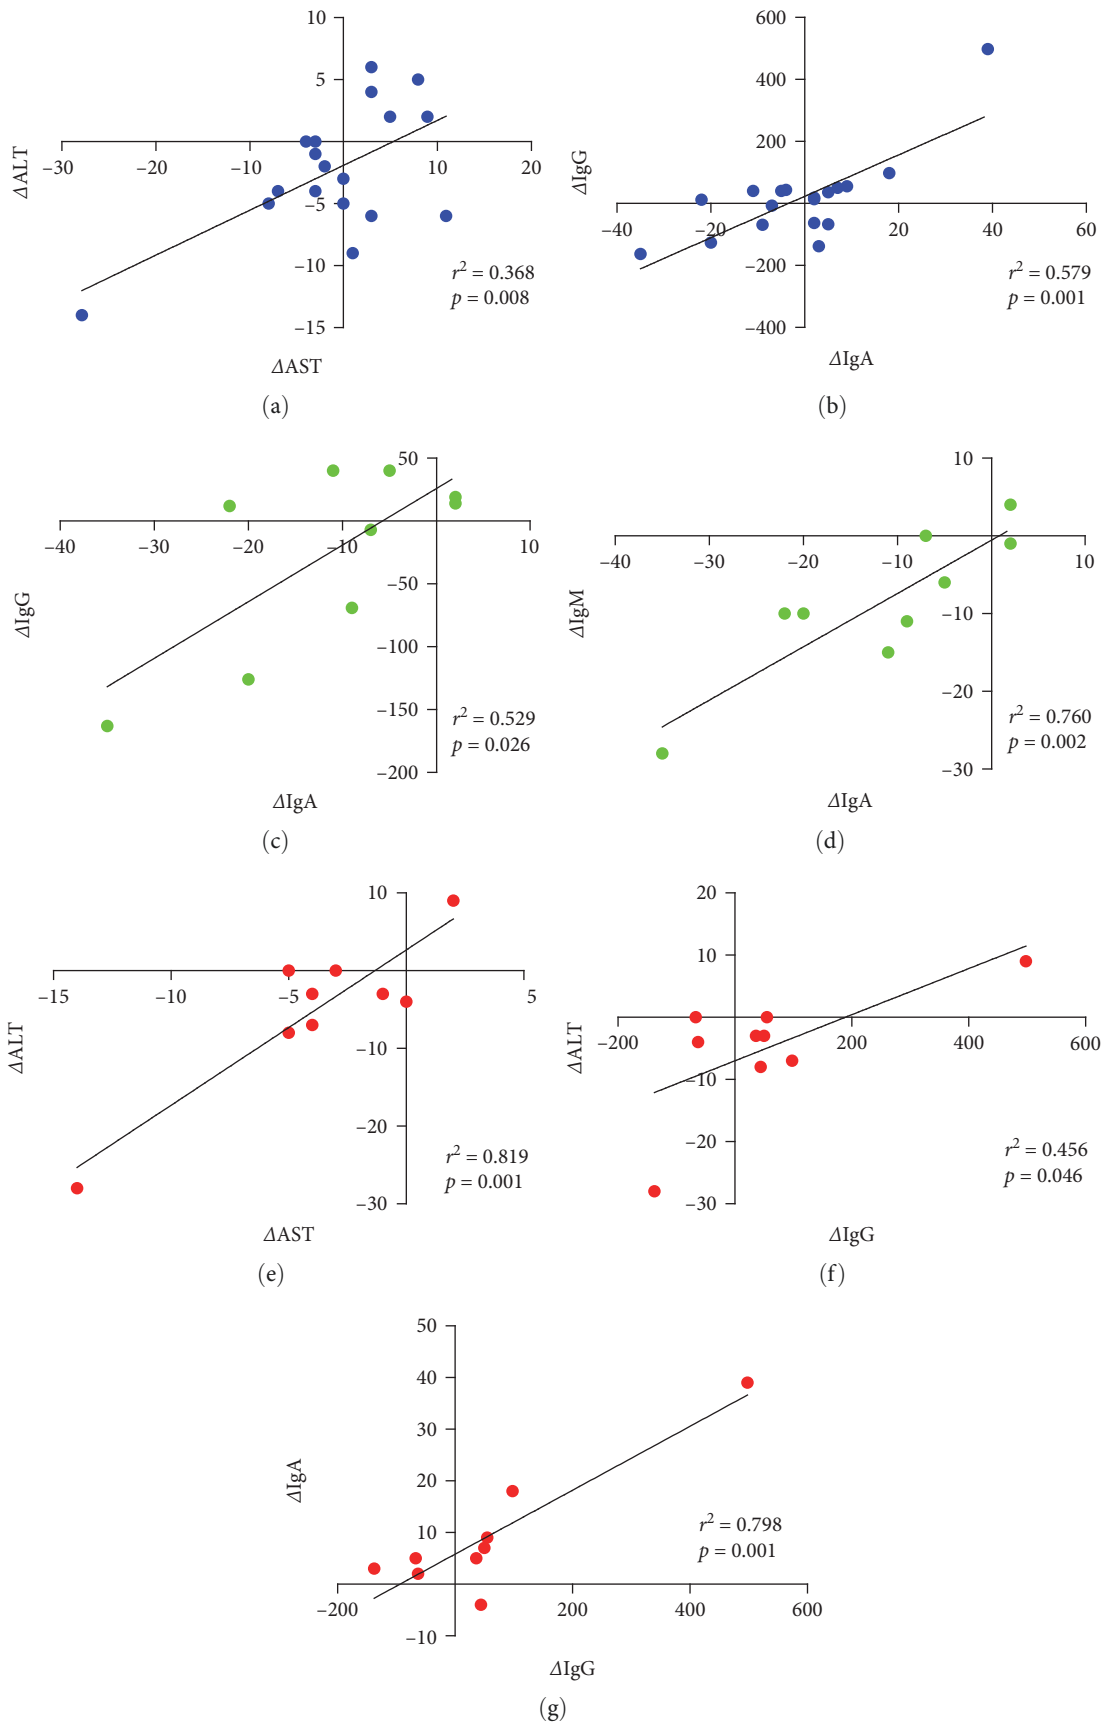 10
5
−30
−20
−10
10
20
−5
−10
−15
ΔALT
r² = 0.368
p = 0.008
ΔAST
(a)
600
400
200
−40
−20
20
40
60
−200
−400
ΔIgG
r² = 0.579
p = 0.001
ΔIgA
(b)
50
−40
−30
−20
−10
10
−50
−100
−150
−200
ΔIgG
r² = 0.529
p = 0.026
ΔIgA
(c)
10
−40
−30
−20
−10
10
−10
−20
−30
ΔIgM
r² = 0.760
p = 0.002
ΔIgA
(d)
10
−15
−10
−5
5
−10
−20
−30
ΔALT
r² = 0.819
p = 0.001
ΔAST
(e)
20
10
−200
200
400
600
−10
−20
−30
ΔALT
r² = 0.456
p = 0.046
ΔIgG
(f)
50
40
30
20
10
−200
200
400
600
−10
ΔIgA
r² = 0.798
p = 0.001
ΔIgG
(g)